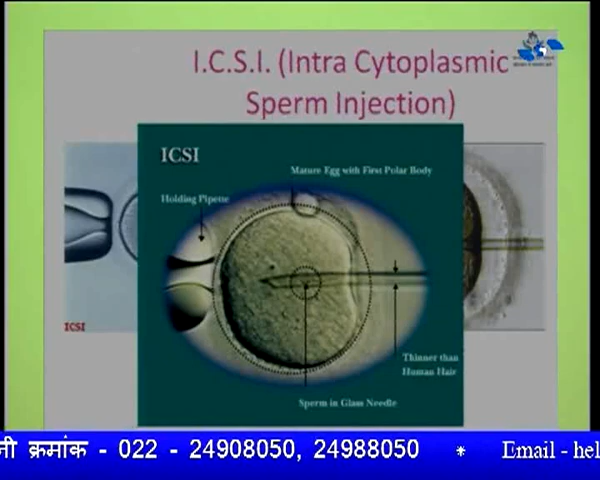 I.C.S.I. (Intra Cytoplasmic
Sperm Injection)
ICSI
Mature Egg with First Polar Body
Holding Pipette
ICSI
Thinner than
Human Hair
Sperm in Glass Needle
नी क्रमांक - 022 - 24908050, 24988050 * Email - hel